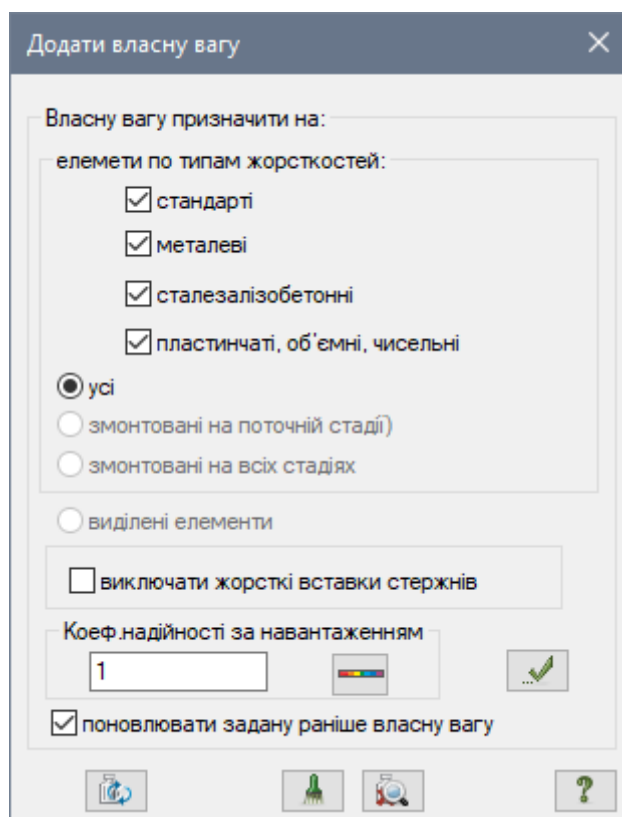 Додати власну вагу
Власну вагу призначити на:
елемети по типам жорсткостей:
стандарті
металеві
сталезалізобетонні
пластинчаті, об'ємні, чисельні
усі
змонтовані на поточній стадії)
змонтовані на всіх стадіях
виділені елементи
виключати жорсткі вставки стержнів
Коеф.надійності за навантаженням
1
поновлювати задану раніше власну вагу